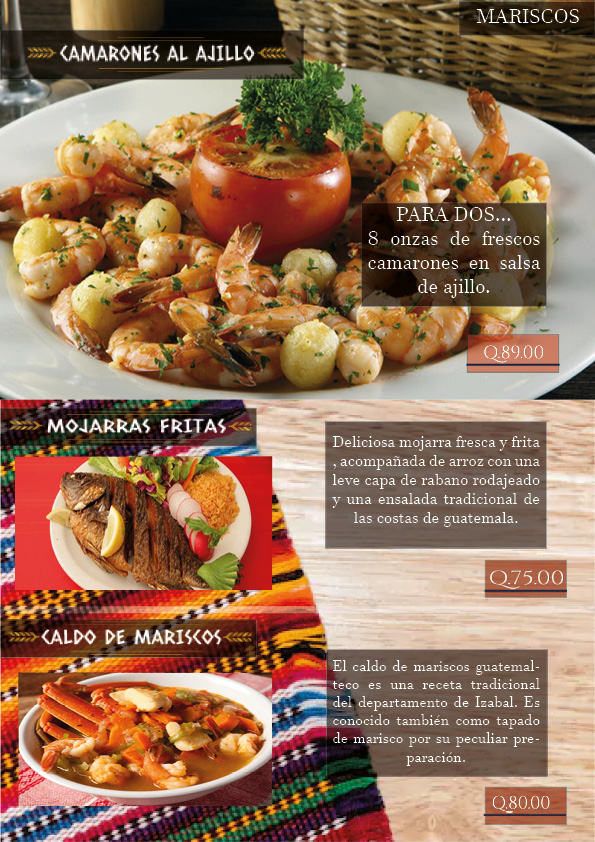 MARISCOS
CAMARONES AL AJILLO
PARA DOS...
8 onzas de frescos
camarones en salsa
de ajillo.
Q.89.00
MOJARRAS FRITAS
Deliciosa mojarra fresca y frita
, acompañada de arroz con una
leve capa de rabano rodajeado
y una ensalada tradicional de
las costas de guatemala.
Q.75.00
CALDO DE MARISCOS
El caldo de mariscos guatemal-
teco es una receta tradicional
del departamento de Izabal. Es
conocido también como tapado
de marisco por su peculiar pre-
paración.
Q.80.00